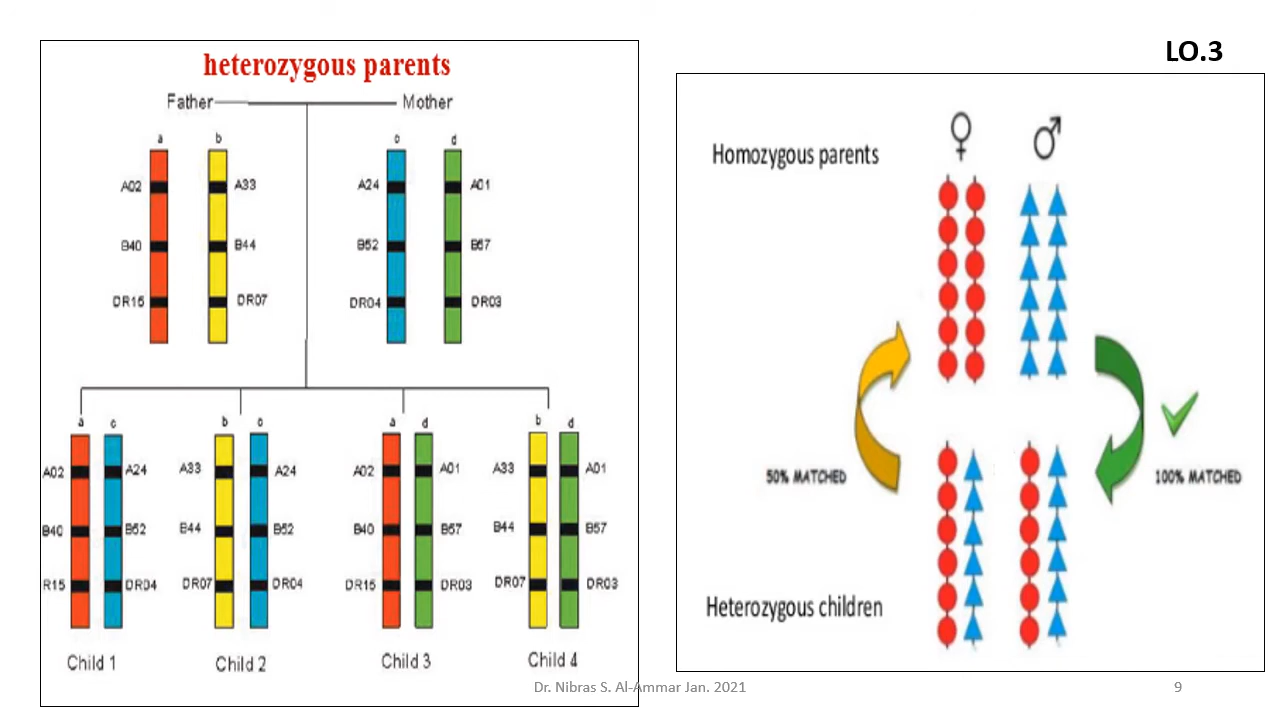 LO.3
heterozygous parents
Father Mother
a b c d
A02 A33 A24 A01
B40 B44 B52 B57
DR15 DR07 DR04 DR03
a c b c a d b d
A02 A24 A33 A24 A02 A01 A33 A01
B40 B52 B44 B52 B40 B57 B44 B57
R15 DR04 DR07 DR04 DR15 DR03 DR07 DR03
Child 1 Child 2 Child 3 Child 4
Homozygous parents
50% MATCHED
100% MATCHED
Heterozygous children
Dr. Nibras S. Al-Ammar Jan. 2021
9